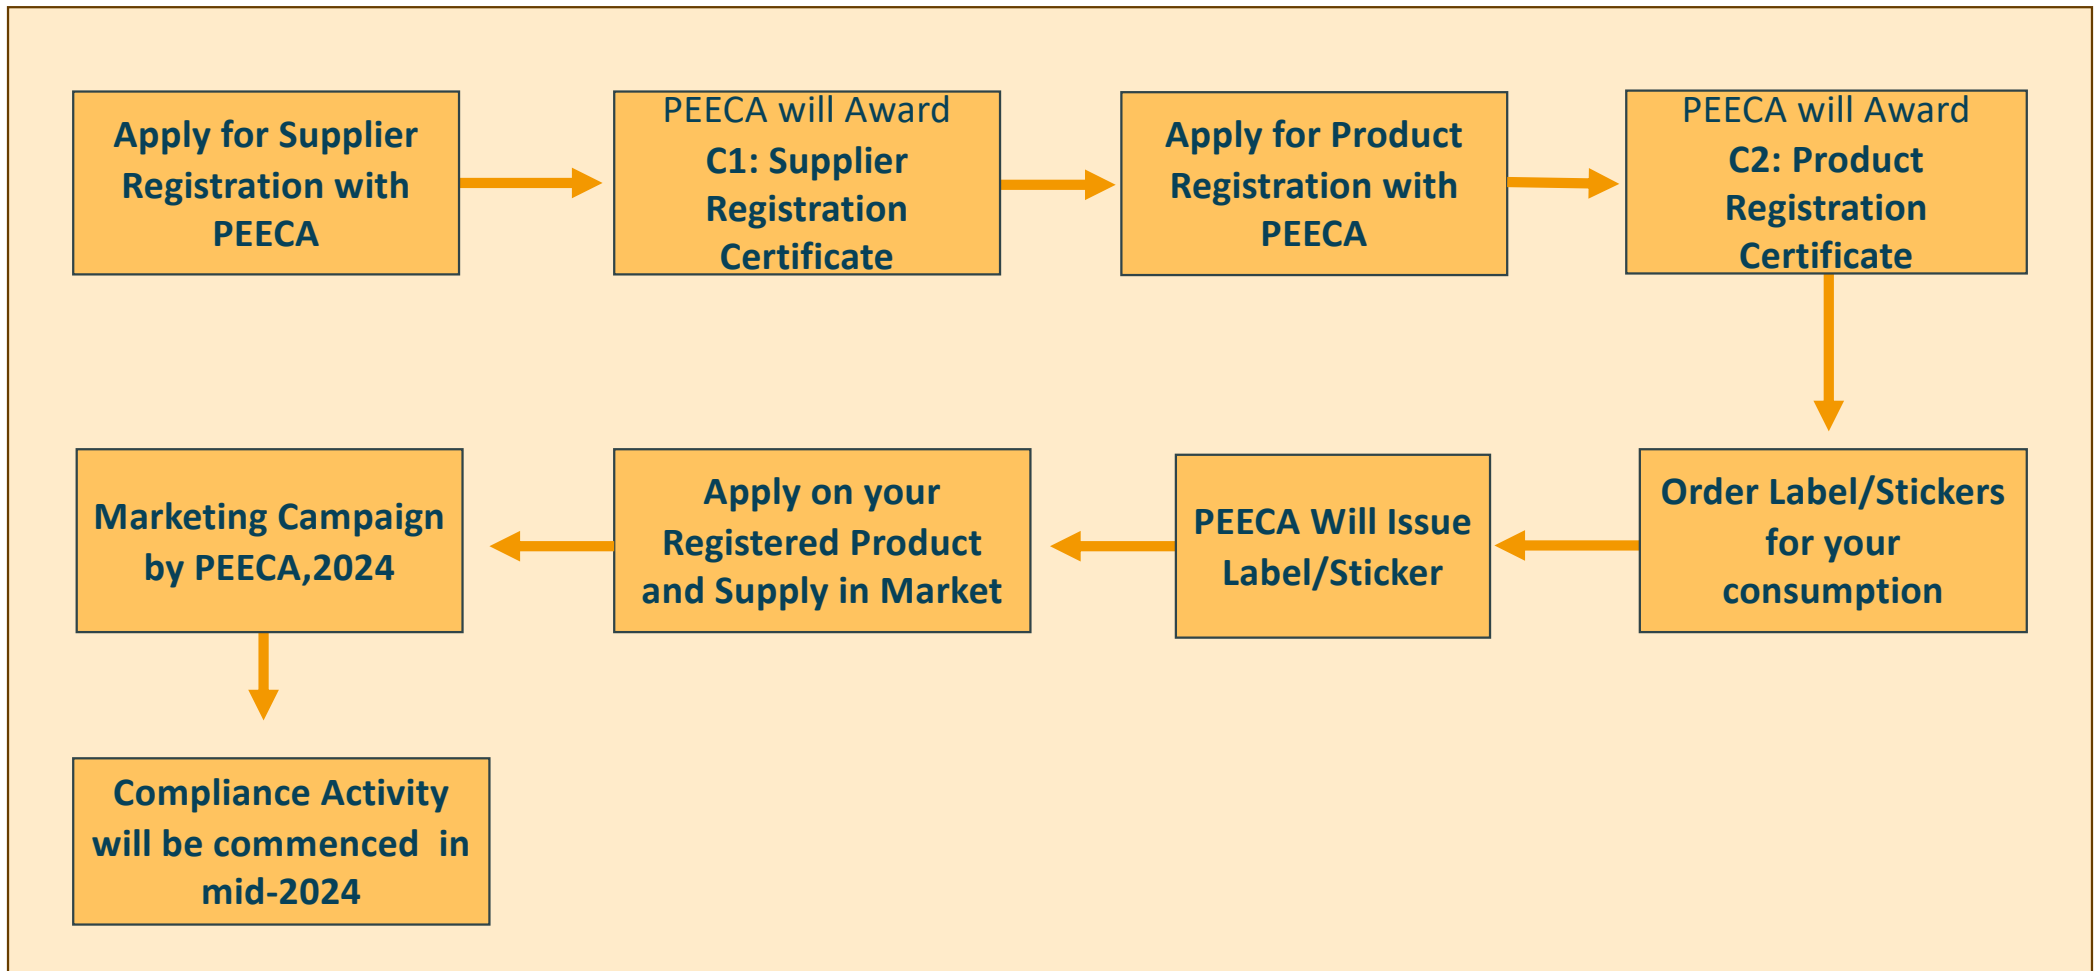 Apply for Supplier
Registration with
PEECA
PEECA will Award
C1: Supplier
Registration
Certificate
Apply for Product
Registration with
PEECA
PEECA will Award
C2: Product
Registration
Certificate
Order Label/Stickers
for your
consumption
PEECA Will Issue
Label/Sticker
Apply on your
Registered Product
and Supply in Market
Marketing Campaign
by PEECA,2024
Compliance Activity
will be commenced  in
mid-2024